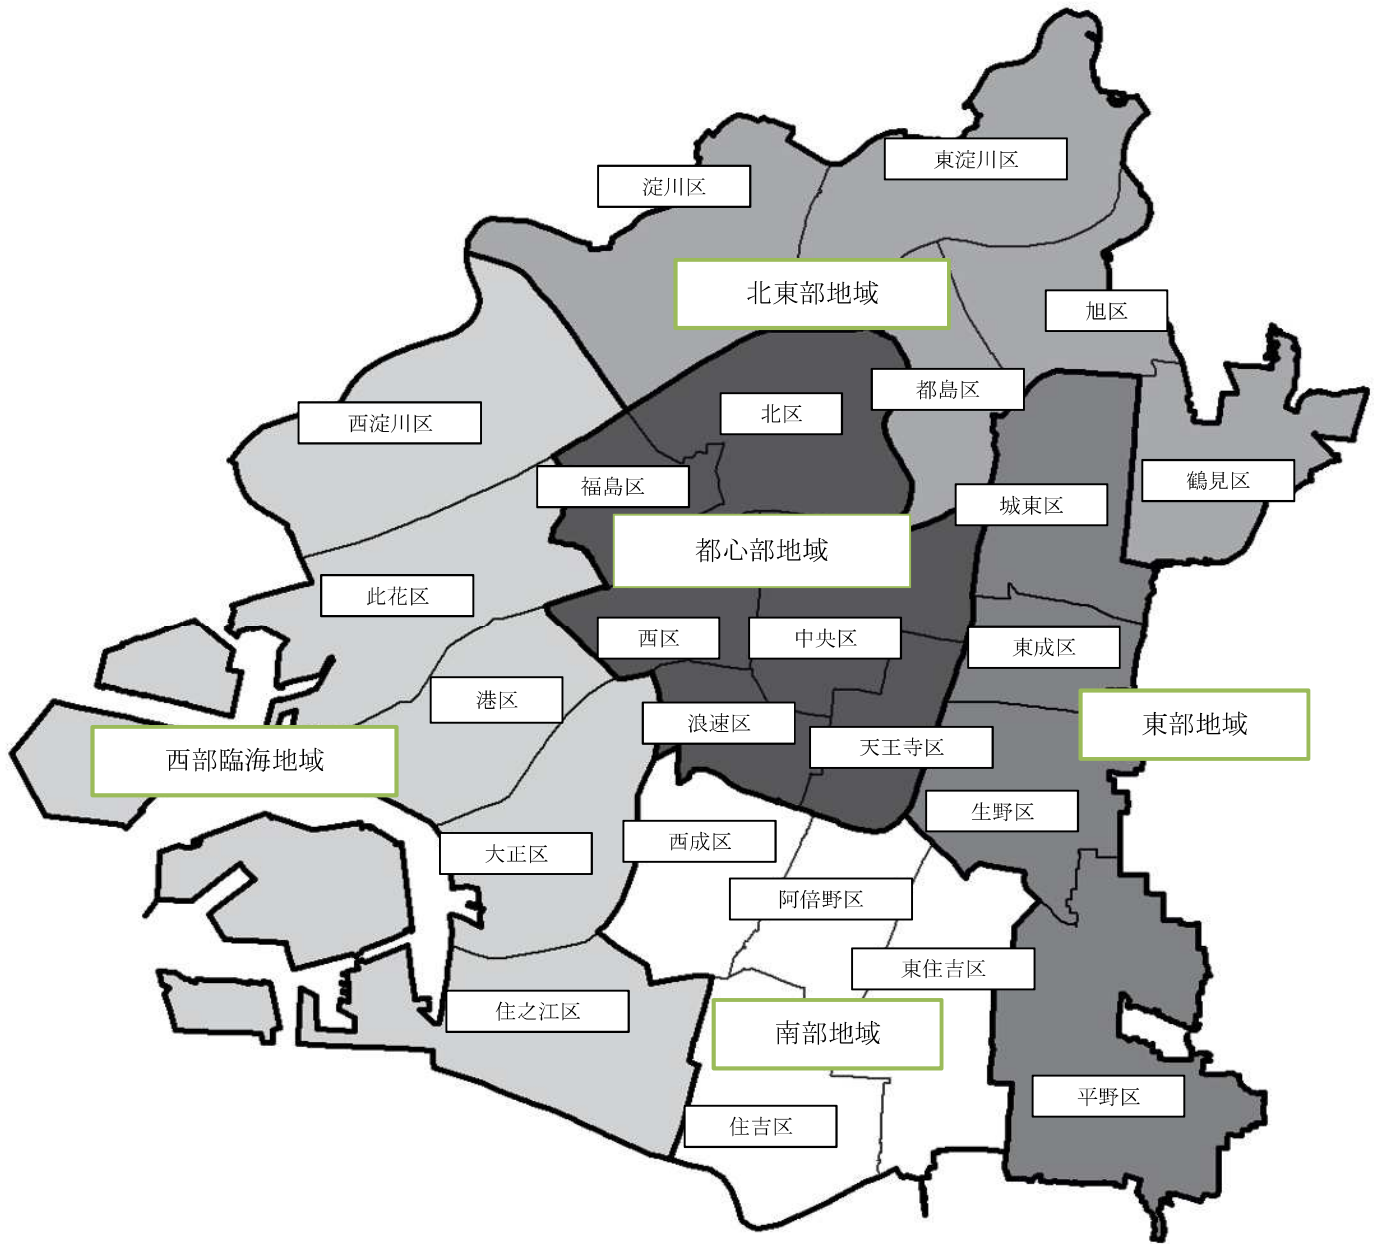 東淀川区
淀川区
北東部地域
旭区
都島区
北区
西淀川区
鶴見区
福島区
城東区
都心部地域
此花区
西区
中央区
東成区
港区
浪速区
東部地域
天王寺区
西部臨海地域
生野区
西成区
大正区
阿倍野区
東住吉区
住之江区
南部地域
平野区
住吉区